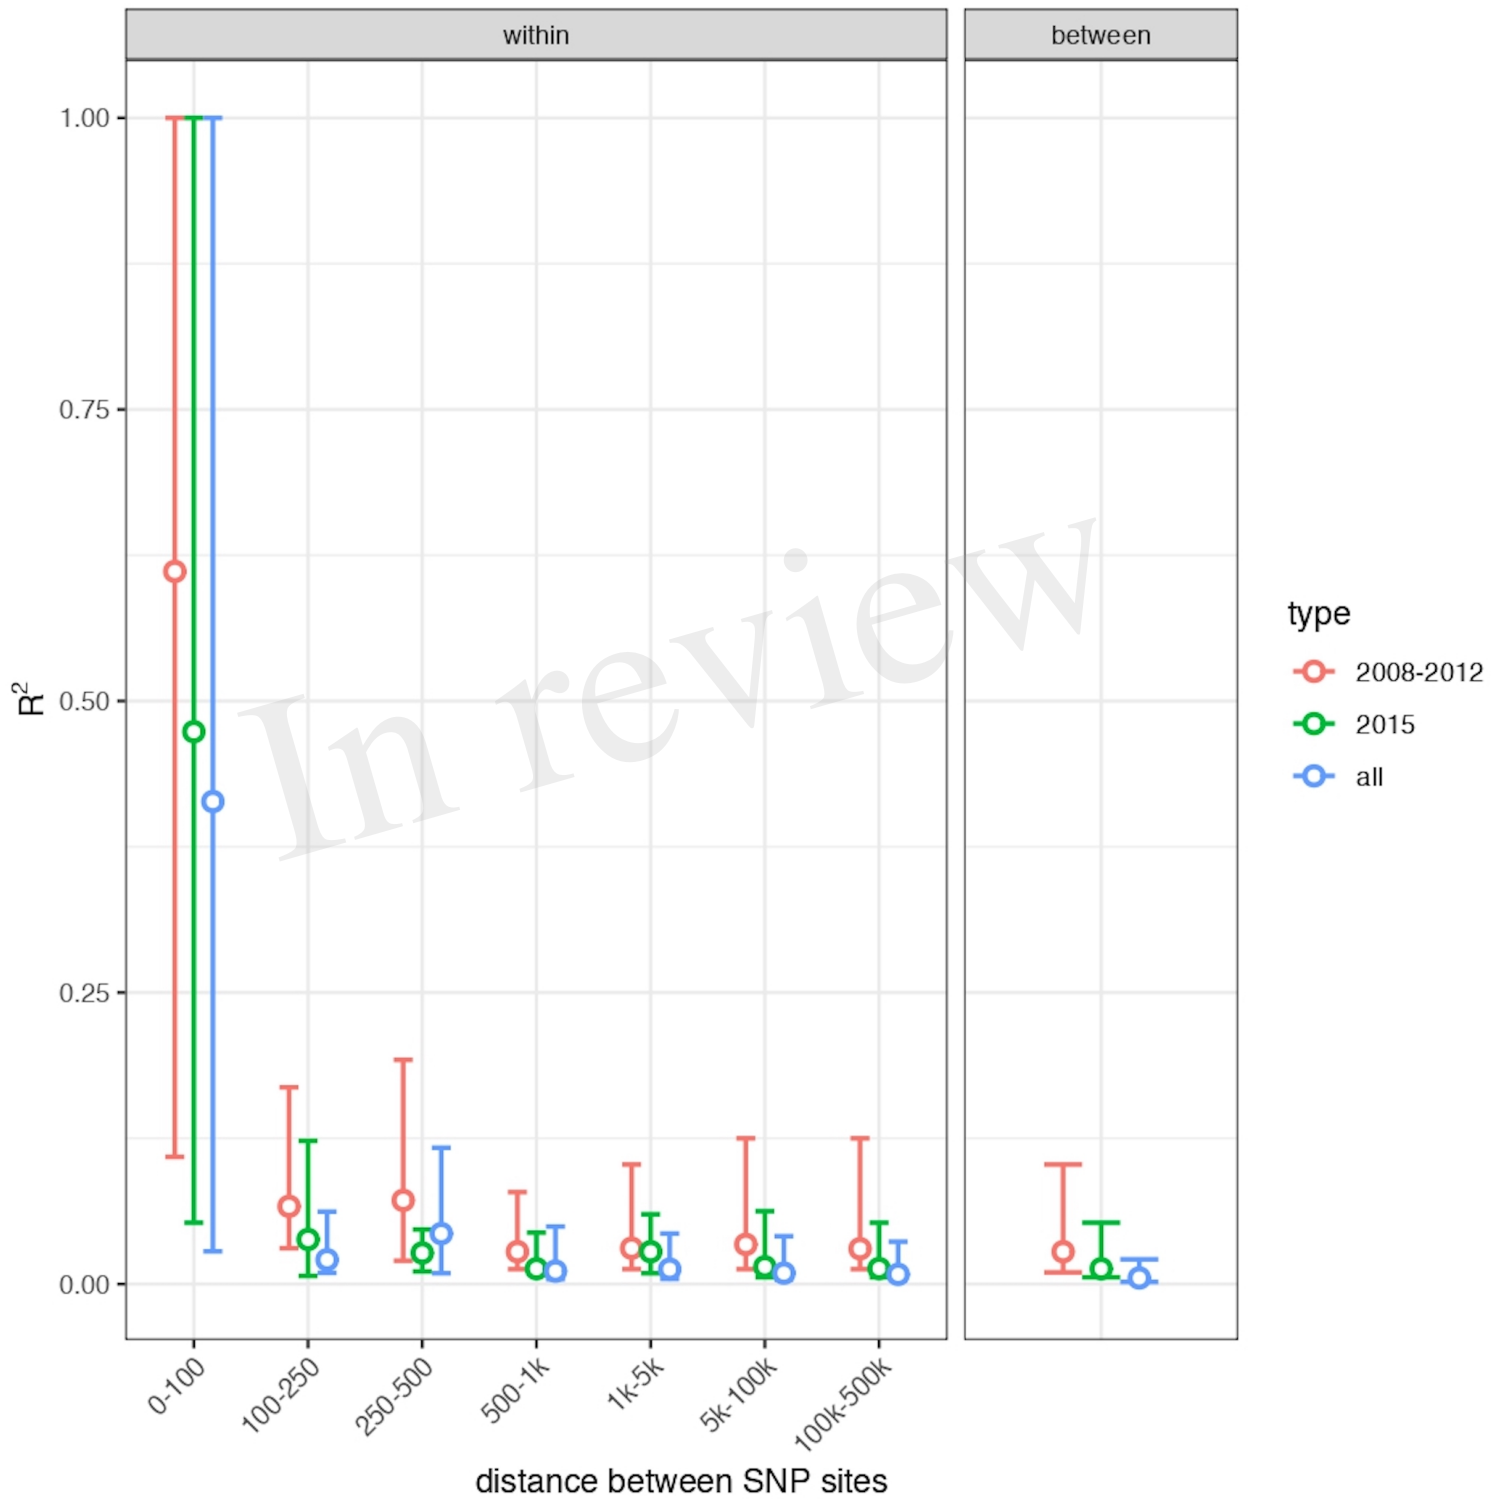 within
between
1.00
0.75
0.50
0.25
0.00
R²
In review
type
2008-2012
2015
all
0-100
100-250
250-500
500-1k
1k-5k
5k-100k
100k-500k
distance between SNP sites